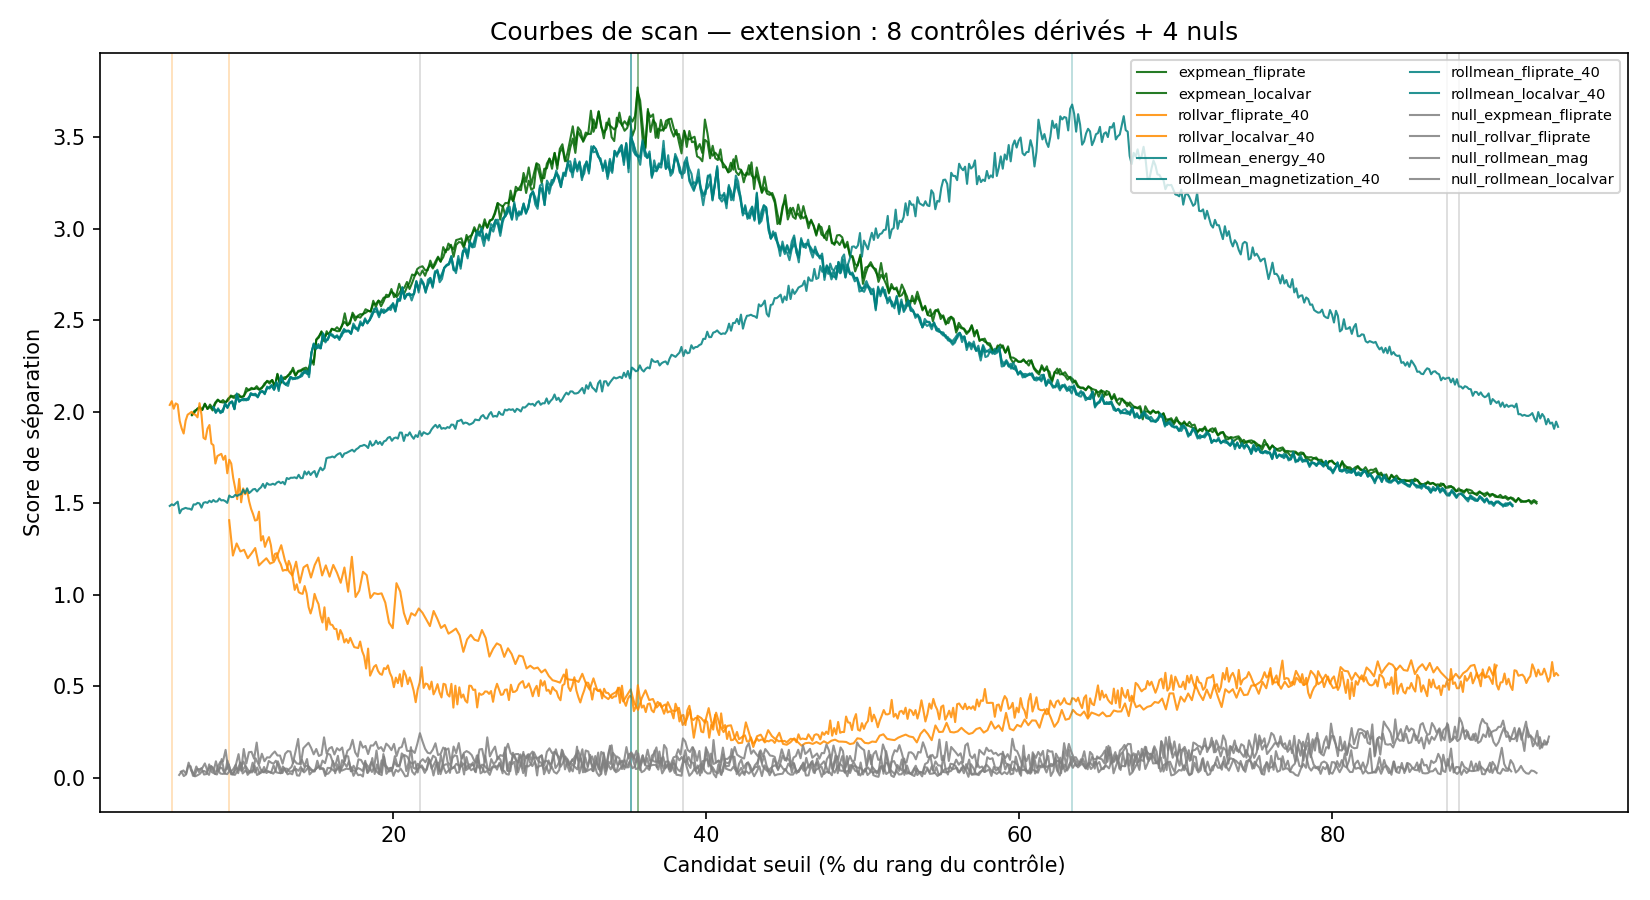 Courbes de scan — extension : 8 contrôles dérivés + 4 nuls
expmean_fliprate
expmean_localvar
rollvar_fliprate_40
rollvar_localvar_40
rollmean_energy_40
rollmean_magnetization_40
rollmean_fliprate_40
rollmean_localvar_40
null_expmean_fliprate
null_rollvar_fliprate
null_rollmean_mag
null_rollmean_localvar
Score de séparation
3.5
3.0
2.5
2.0
1.5
1.0
0.5
0.0
20
40
60
80
Candidat seuil (% du rang du contrôle)